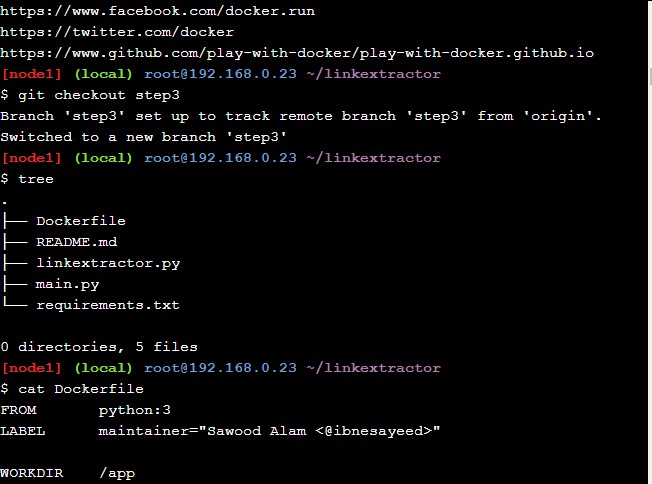 https://www.facebook.com/docker.run
https://twitter.com/docker
https://www.github.com/play-with-docker/play-with-docker.github.io
[node1] (local) root@192.168.0.23 ~/linkextractor
$ git checkout step3
Branch 'step3' set up to track remote branch 'step3' from 'origin'.
Switched to a new branch 'step3'
[node1] (local) root@192.168.0.23 ~/linkextractor
$ tree
.
├── Dockerfile
├── README.md
├── linkextractor.py
├── main.py
└── requirements.txt
0 directories, 5 files
[node1] (local) root@192.168.0.23 ~/linkextractor
$ cat Dockerfile
FROM       python:3
LABEL      maintainer="Sawood Alam <@ibnesayeed>"
WORKDIR    /app